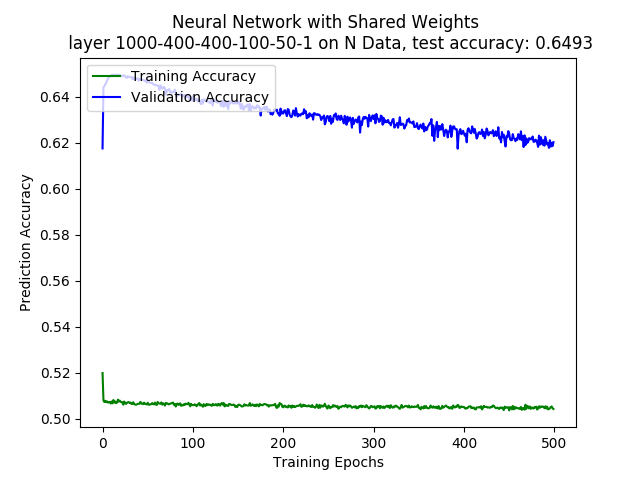 Neural Network with Shared Weights
layer 1000-400-400-100-50-1 on N Data, test accuracy: 0.6493
Training Accuracy
Validation Accuracy
0.64
0.62
0.60
0.58
0.56
0.54
0.52
0.50
Prediction Accuracy
0 100 200 300 400 500
Training Epochs